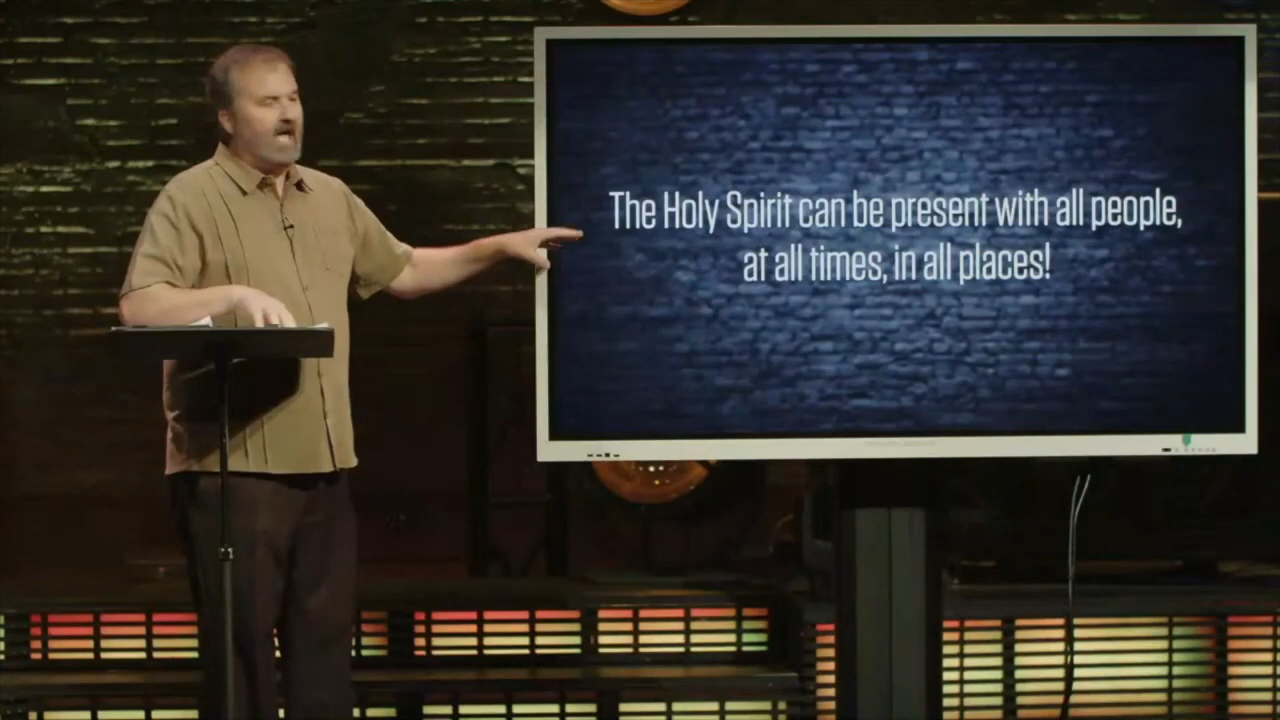 The Holy Spirit can be present with all people,
at all times, in all places!